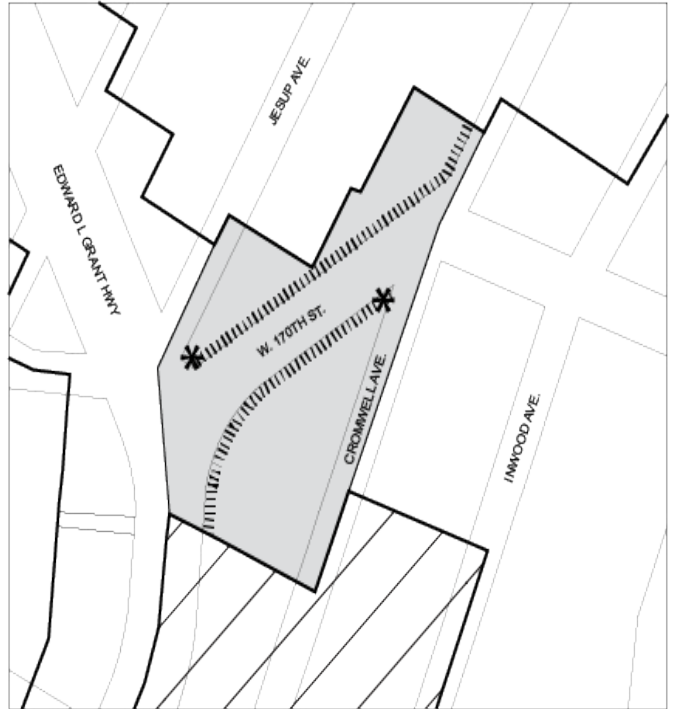 JESUP AVE.
EDWARD L GRANT HWY
W. 170TH ST.
CROMWELL AVE.
INWOOD AVE.